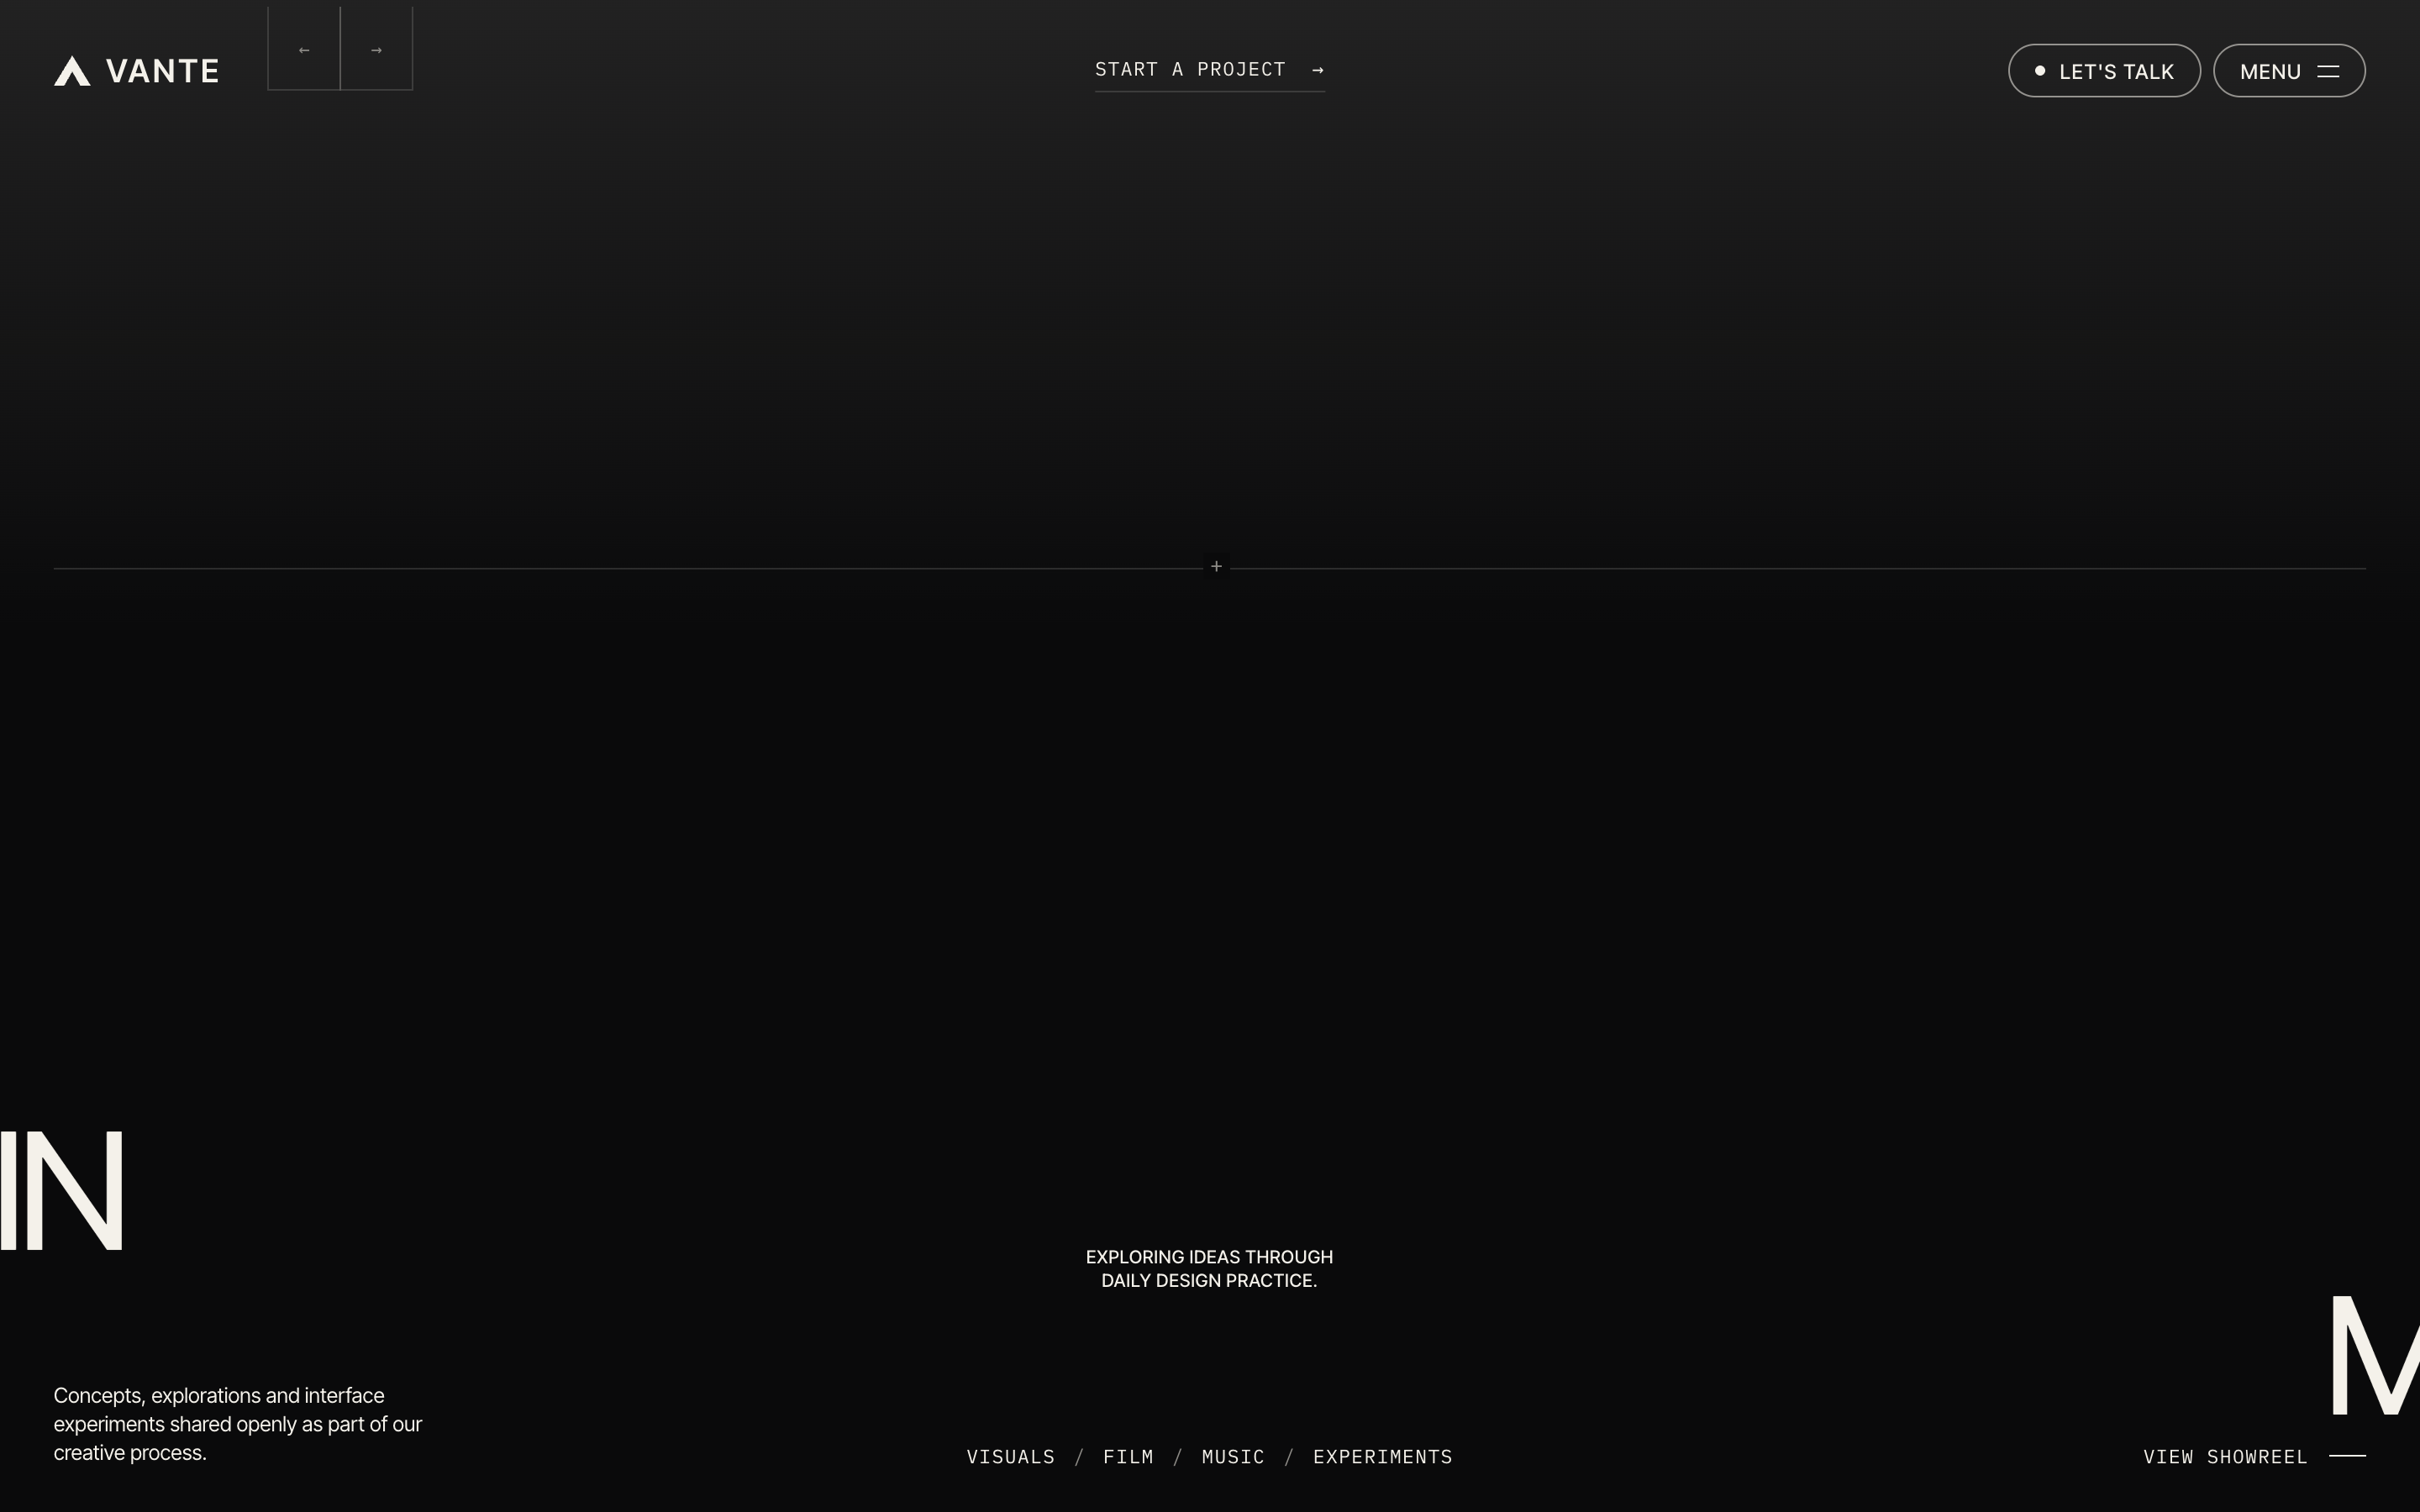 VANTE
← →
START A PROJECT →
LET'S TALK
MENU
+
IN
EXPLORING IDEAS THROUGH
DAILY DESIGN PRACTICE.
M
Concepts, explorations and interface
experiments shared openly as part of our
creative process.
VISUALS / FILM / MUSIC / EXPERIMENTS
VIEW SHOWREEL